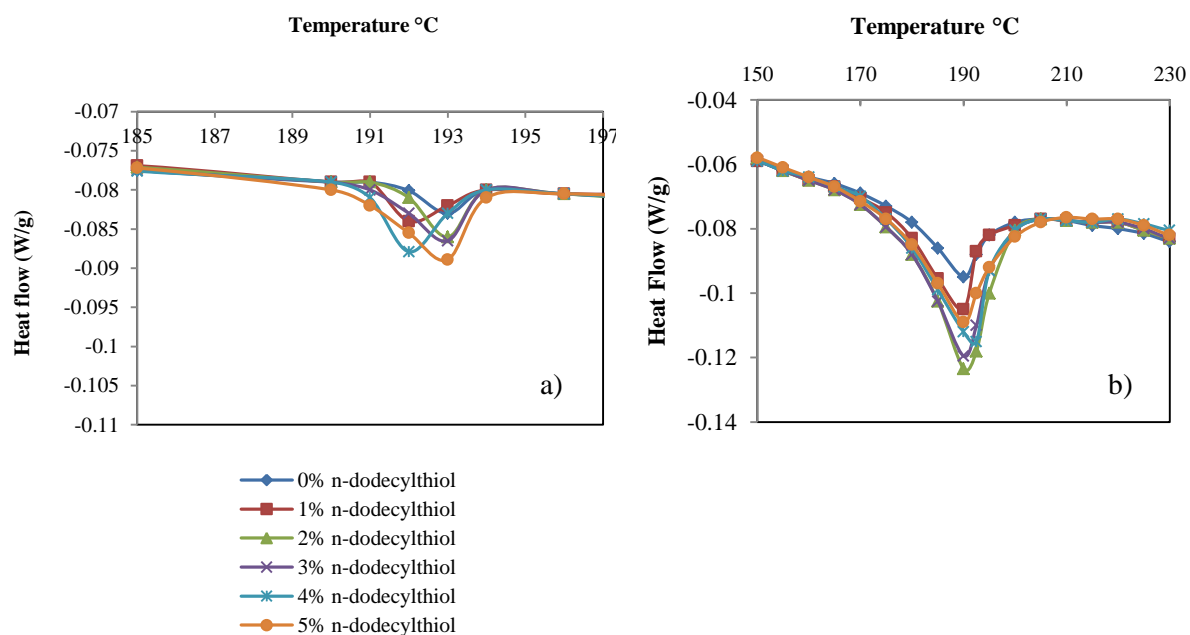 Temperature °C
-0.07
185 187 189 191 193 195 197
-0.075
-0.08
-0.085
-0.09
-0.095
-0.1
-0.105
-0.11
Heat flow (W/g)
a)
Temperature °C
150 170 190 210 230
-0.04
-0.06
-0.08
-0.1
-0.12
-0.14
Heat Flow (W/g)
b)
0% n-dodecylthiol
1% n-dodecylthiol
2% n-dodecylthiol
3% n-dodecylthiol
4% n-dodecylthiol
5% n-dodecylthiol